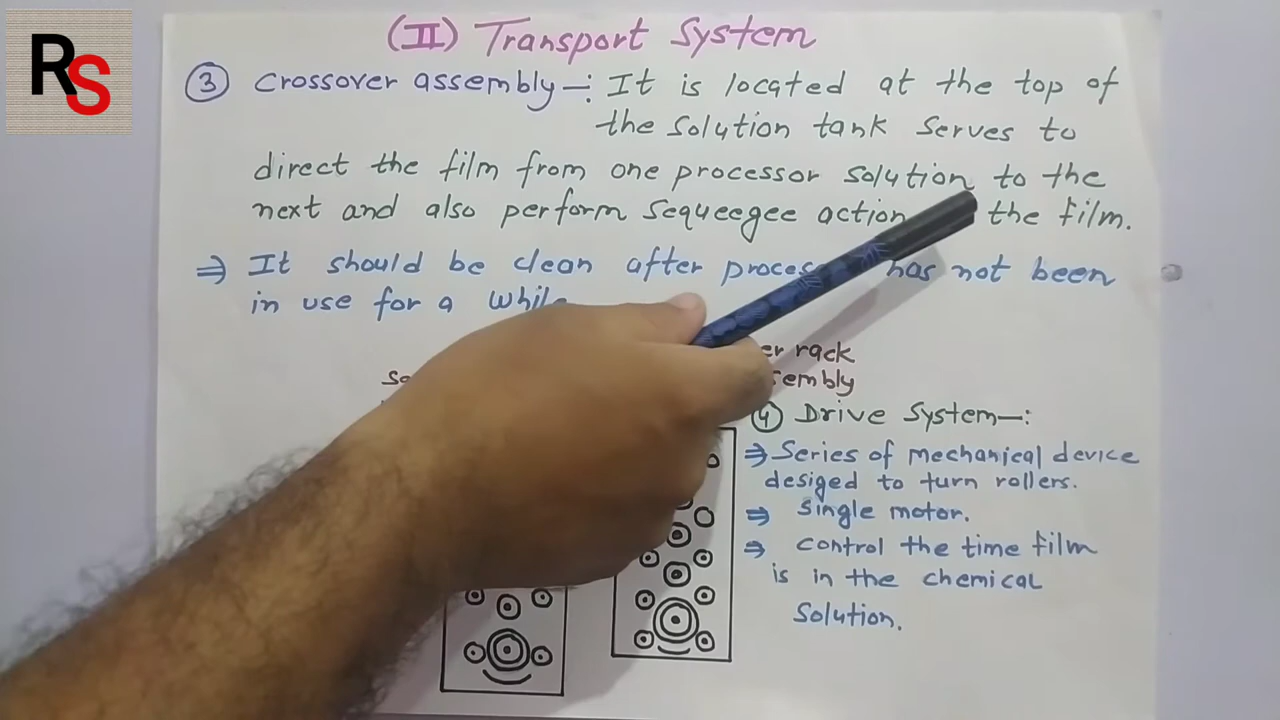 RS
(II) Transport System
③ Crossover assembly—: It is located at the top of
the solution tank serves to
direct the film from one processor solution to the
next and also perform Sequeegee action the film.
⇒ It should be clean after has not been
in use for a
rack
④ Drive System—:
⇒ Series of mechanical device
desiged to turn rollers.
⇒ Single motor.
⇒ control the time film
is in the chemical
Solution.